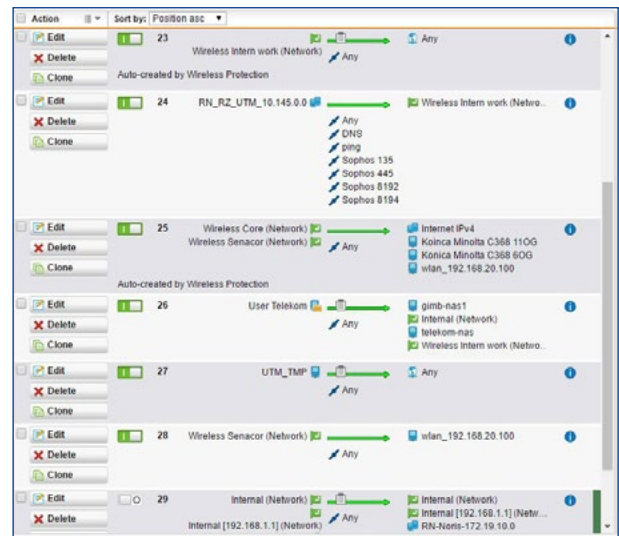 Action Sort by: Position asc
Edit 23 Any
Wireless Intern work (Network) Any
Delete
Clone Auto-created by Wireless Protection
Edit 24 RN_RZ_UTM_10.145.0.0 Wireless Intern work (Netwo...
Delete Any
Clone DNS
ping
Sophos 135
Sophos 445
Sophos 8192
Sophos 8194
Edit 25 Wireless Core (Network) Internet IPv4
Delete Wireless Senacor (Network) Any Koinca Minolta C368 11OG
Konica Minolta C368 6OG
Clone wlan_192.168.20.100
Auto-created by Wireless Protection
Edit 26 User Telekom gimb-nas1
Delete Any Internal (Network)
telekom-nas
Clone Wireless Intern work (Netwo...
Edit 27 UTM_TMP Any
Delete Any
Clone
Edit 28 Wireless Senacor (Network) wlan_192.168.20.100
Delete Any
Clone
Edit 29 Internal (Network) Internal (Network)
Internal [192.168.1.1] (Netw...
Delete Internal [192.168.1.1] (Network) Any RN-Noris-172.19.10.0